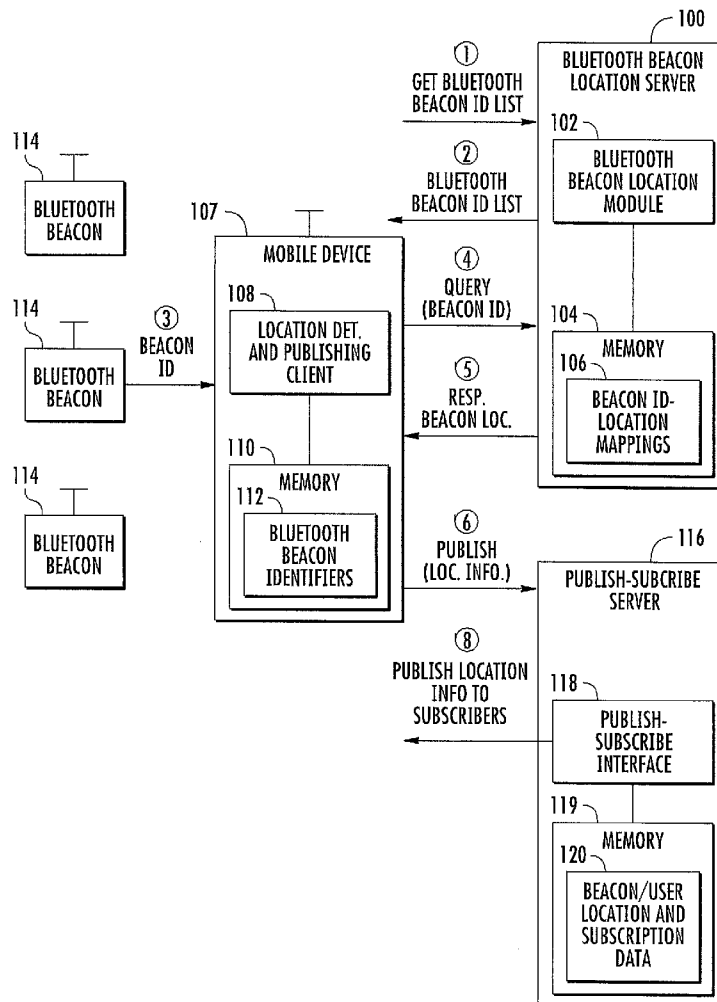 100
BLUETOOTH BEACON
LOCATION SERVER
102
BLUETOOTH
BEACON LOCATION
MODULE
104
MEMORY
106
BEACON ID-
LOCATION
MAPPINGS
1
GET BLUETOOTH
BEACON ID LIST
2
BLUETOOTH
BEACON ID LIST
114
BLUETOOTH
BEACON
114
BLUETOOTH
BEACON
114
BLUETOOTH
BEACON
3
BEACON
ID
107
MOBILE DEVICE
108
LOCATION DET.
AND PUBLISHING
CLIENT
110
MEMORY
112
BLUETOOTH
BEACON
IDENTIFIERS
4
QUERY
(BEACON ID)
5
RESP.
BEACON LOC.
6
PUBLISH
(LOC. INFO.)
8
PUBLISH LOCATION
INFO TO
SUBSCRIBERS
116
PUBLISH-SUBCRIBE
SERVER
118
PUBLISH-
SUBSCRIBE
INTERFACE
119
MEMORY
120
BEACON/USER
LOCATION AND
SUBSCRIPTION
DATA